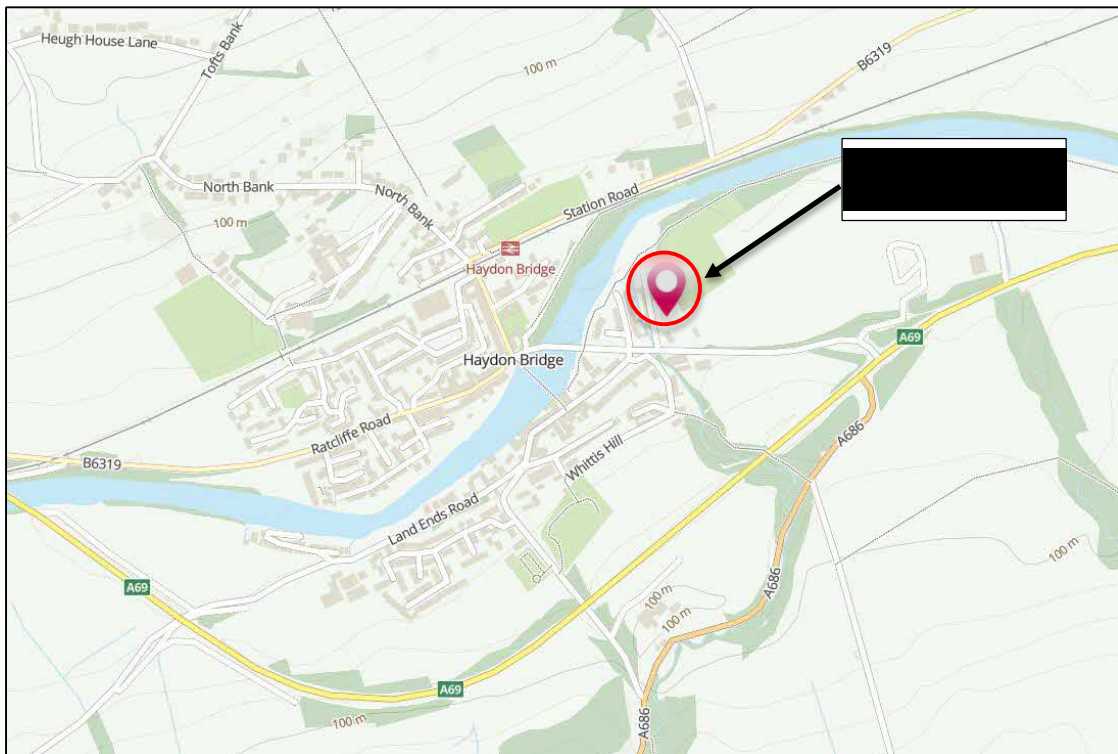 Heugh House Lane
Tofts Bank
100 m
B6319
North Bank
North Bank
100 m
Station Road
Haydon Bridge
A69
Haydon Bridge
Ratcliffe Road
A686
Whittis Hill
B6319
Land Ends Road
100 m
A69
A686
100 m
100 m
A69
100 m
A686